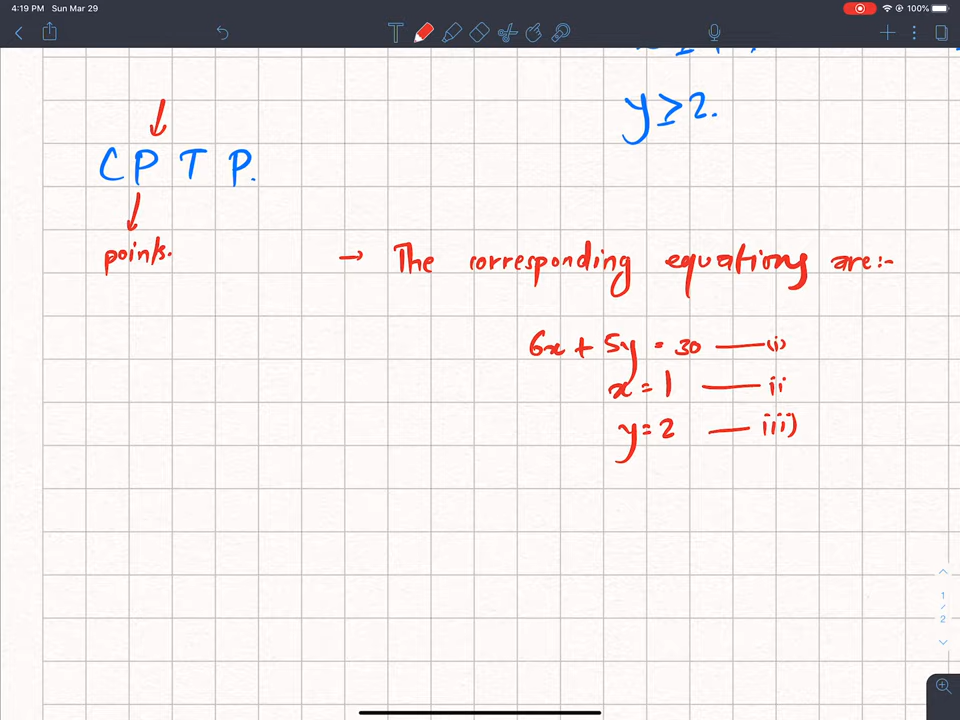 4:19 PM Sun Mar 29
100%
y ≥ 2.
C P T P.
points.
→ The corresponding equations are:-
6x + 5y = 30 —— (i)
x = 1 —— ii
y = 2 —— iii)
1
/
2